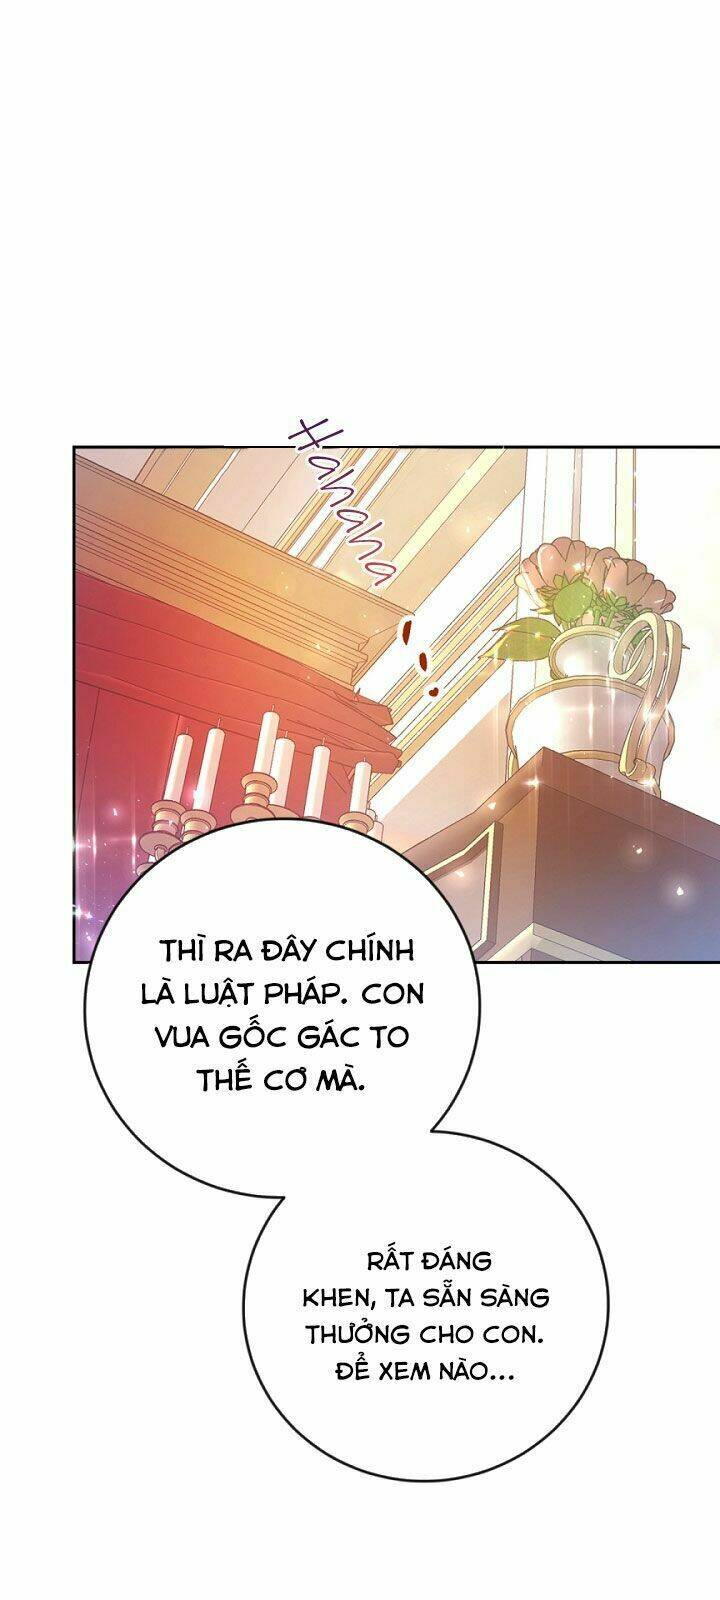 Hahaha
haha
THÌ RA ĐÂY CHÍNH
LÀ LUẬT PHÁP. CON
VUA GỐC GÁC TO
THẾ CƠ MÀ.
RẤT ĐÁNG
KHEN, TA SẴN SÀNG
THƯỞNG CHO CON.
ĐỂ XEM NÀO...